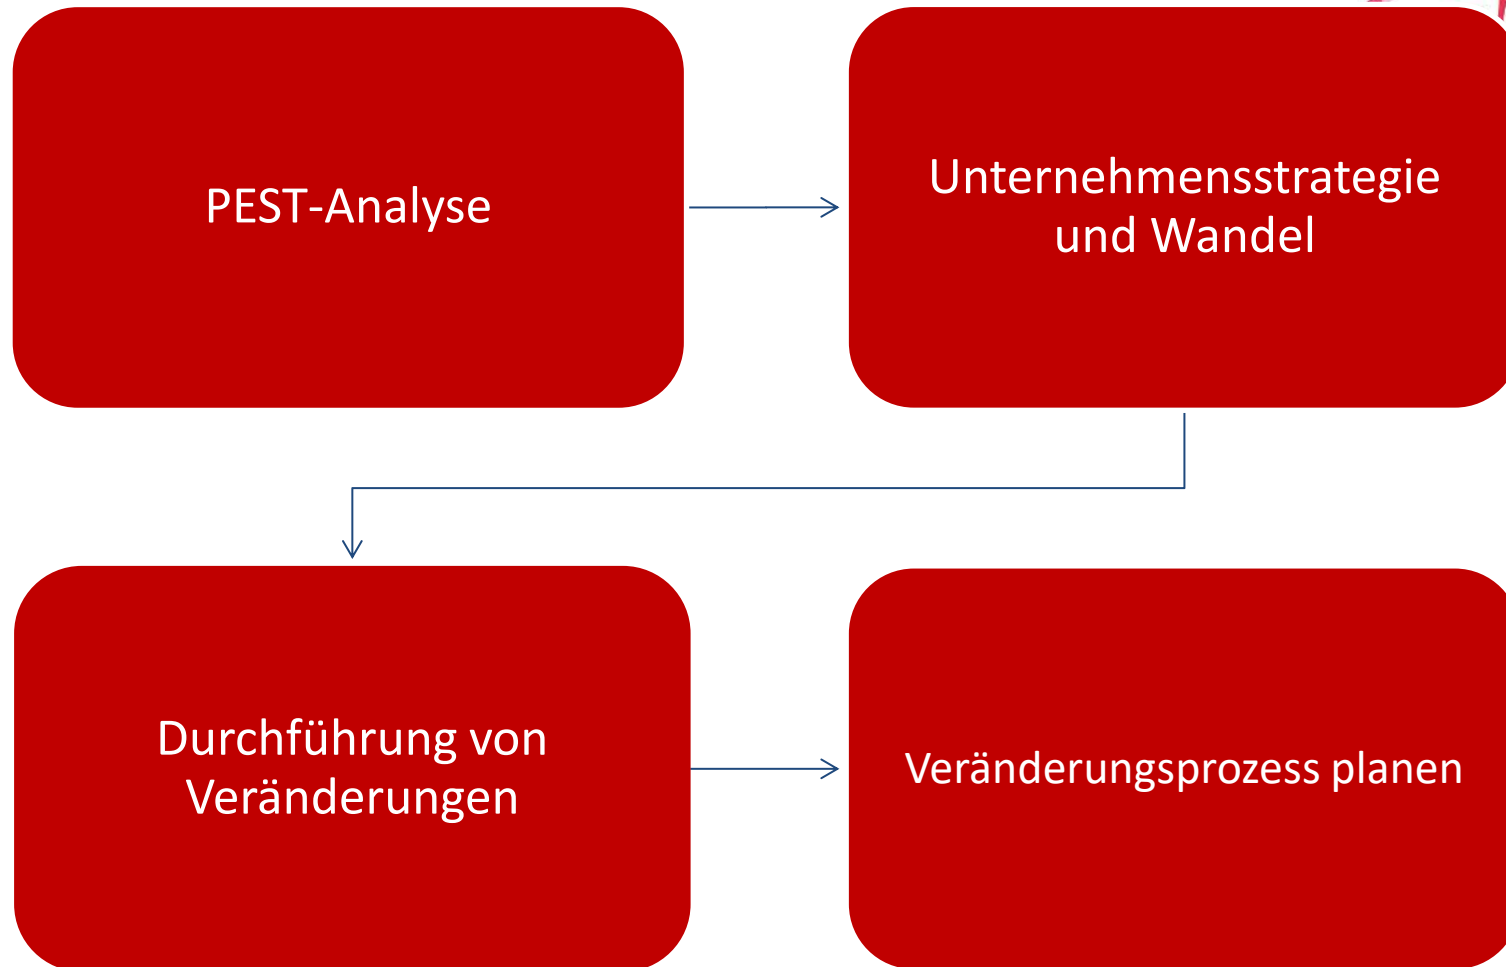 PEST-Analyse
Unternehmensstrategie
und Wandel
Durchführung von
Veränderungen
Veränderungsprozess planen